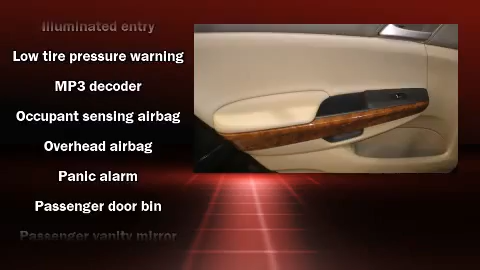 Illuminated entry
Low tire pressure warning
MP3 decoder
Occupant sensing airbag
Overhead airbag
Panic alarm
Passenger door bin
Passenger vanity mirror